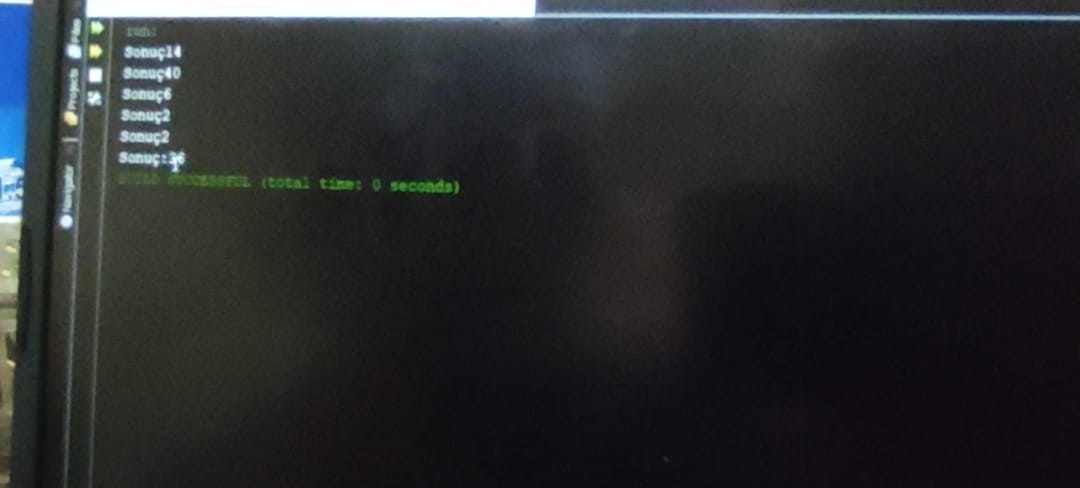 run:
Sonuç14
Sonuç40
Sonuç6
Sonuç2
Sonuç2
Sonuç:36
BUILD SUCCESSFUL (total time: 0 seconds)
Files
Projects
Navigator